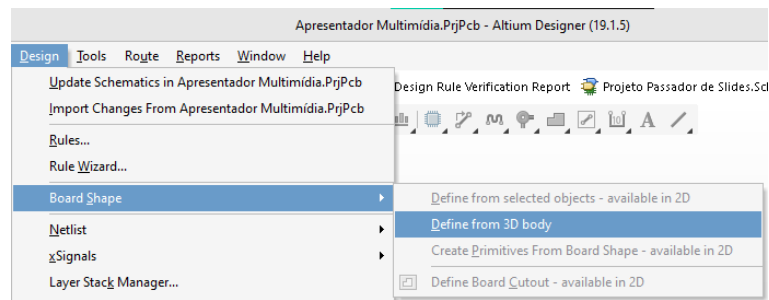 Apresentador Multimídia.PrjPcb - Altium Designer (19.1.5)
Design Tools Route Reports Window Help
Update Schematics in Apresentador Multimídia.PrjPcb
Import Changes From Apresentador Multimídia.PrjPcb
Design Rule Verification Report Projeto Passador de Slides.Scl
Rules...
Rule Wizard...
Board Shape
Define from selected objects - available in 2D
Define from 3D body
Create Primitives From Board Shape - available in 2D
Define Board Cutout - available in 2D
Netlist
xSignals
Layer Stack Manager...